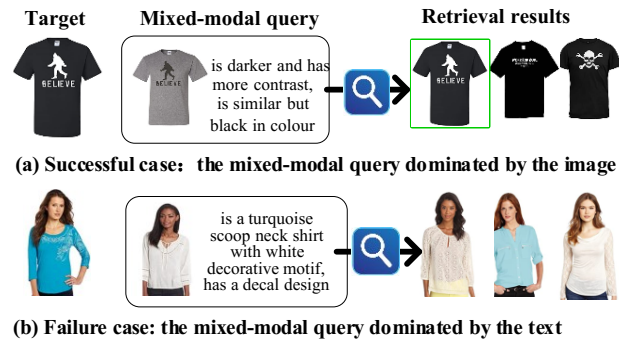 Target
Mixed-modal query
Retrieval results
BELIEVE
BELIEVE
is darker and has
more contrast,
is similar but
black in colour
BELIEVE
(a) Successful case: the mixed-modal query dominated by the image
is a turquoise
scoop neck shirt
with white
decorative motif,
has a decal design
(b) Failure case: the mixed-modal query dominated by the text